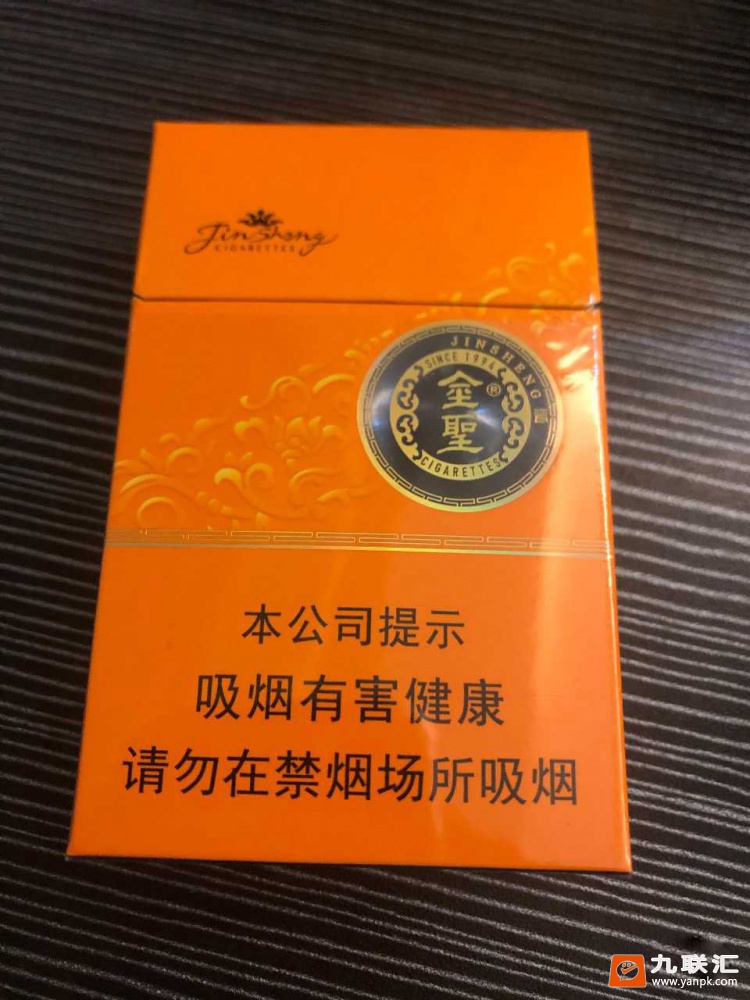 JinSheng
CIGARETTES
JINSHENG
SINCE 1994
金聖®
CIGARETTES
本公司提示
吸烟有害健康
请勿在禁烟场所吸烟
九联汇
www.yanpk.com